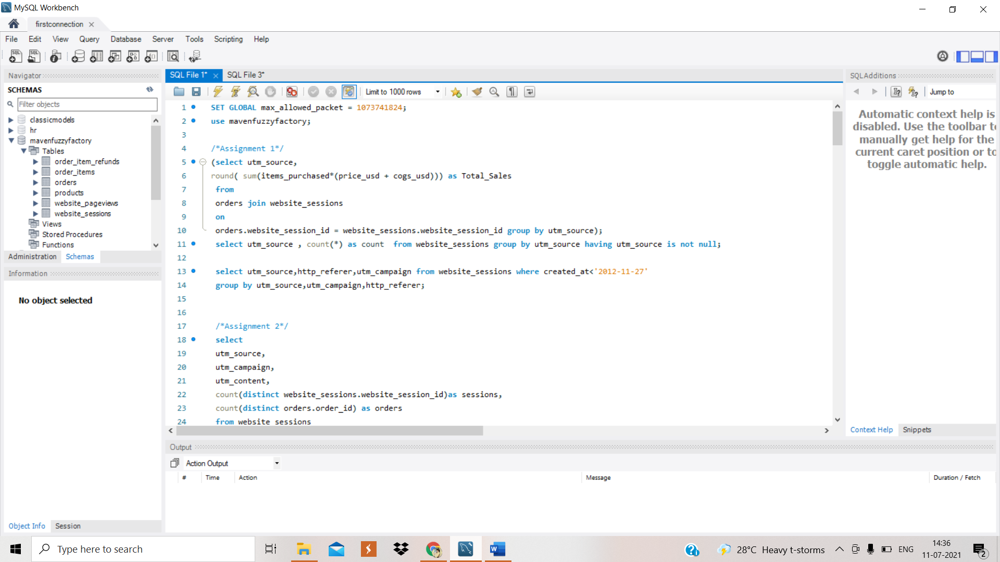 MySQL Workbench
firstconnection
File Edit View Query Database Server Tools Scripting Help
Navigator
SCHEMAS
Filter objects
classicmodels
hr
mavenfuzzyfactory
Tables
order_item_refunds
order_items
orders
products
website_pageviews
website_sessions
Views
Stored Procedures
Functions
Administration Schemas
Information
No object selected
Object Info Session
SQL File 1* SQL File 3*
Limit to 1000 rows
1 SET GLOBAL max_allowed_packet = 1073741824;
2 use mavenfuzzyfactory;
3
4 /*Assignment 1*/
5 (select utm_source,
6 round( sum(items_purchased*(price_usd + cogs_usd))) as Total_Sales
7 from
8 orders join website_sessions
9 on
10 orders.website_session_id = website_sessions.website_session_id group by utm_source);
11 select utm_source , count(*) as count  from website_sessions group by utm_source having utm_source is not null;
12
13 select utm_source,http_referer,utm_campaign from website_sessions where created_at<'2012-11-27'
14 group by utm_source,utm_campaign,http_referer;
15
16
17 /*Assignment 2*/
18 select
19 utm_source,
20 utm_campaign,
21 utm_content,
22 count(distinct website_sessions.website_session_id)as sessions,
23 count(distinct orders.order_id) as orders
24 from website_sessions
SQLAdditions
Jump to
Automatic context help is
disabled. Use the toolbar to
manually get help for the
current caret position or to
toggle automatic help.
Context Help Snippets
Output
Action Output
# Time Action Message Duration / Fetch
Type here to search
28°C Heavy t-storms
ENG
14:36
11-07-2021
2